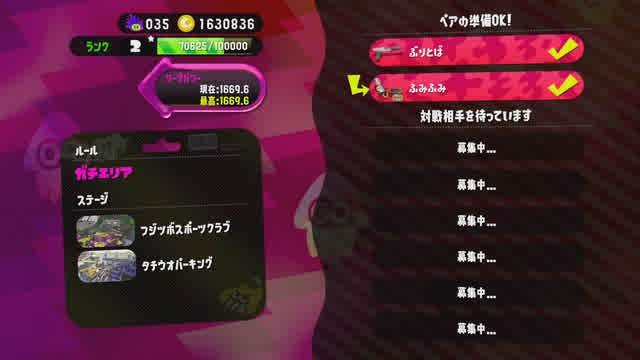 035 1630836
ランク 2 70625/100000
リーグパワー
現在:1669.6
最高:1669.6
ルール
ガチエリア
ステージ
フジツボスポーツクラブ
タチウオパーキング
ペアの準備OK!
ぷりとば
ふみふみ
対戦相手を待っています
募集中...
募集中...
募集中...
募集中...
募集中...
募集中...